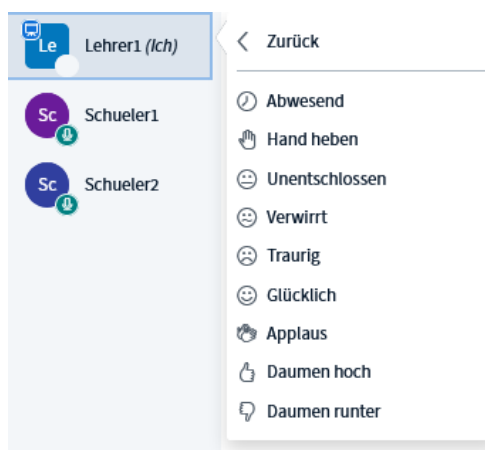 Le Lehrer1 (Ich)
Sc Schueler1
Sc Schueler2
Zurück
Abwesend
Hand heben
Unentschlossen
Verwirrt
Traurig
Glücklich
Applaus
Daumen hoch
Daumen runter